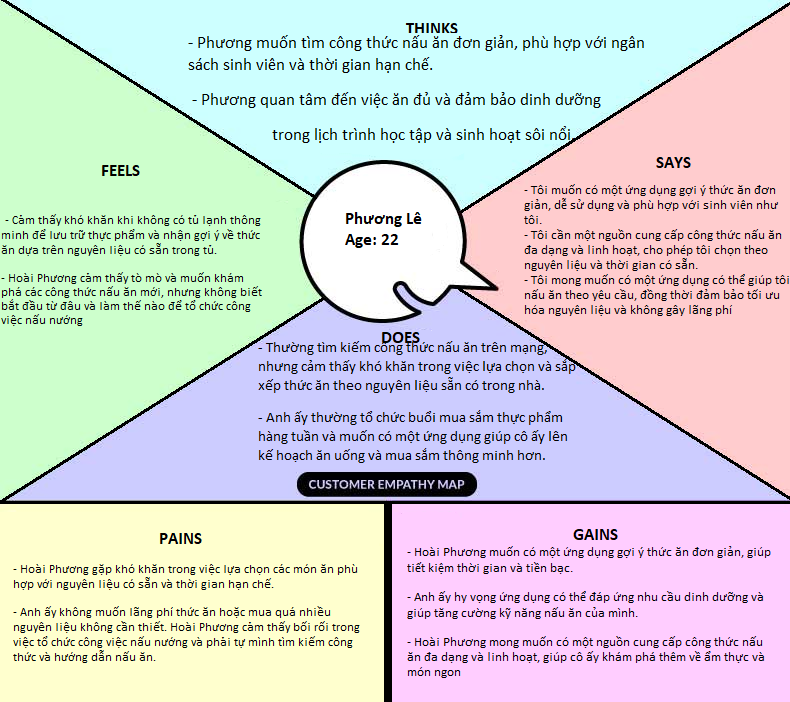 THINKS
- Phương muốn tìm công thức nấu ăn đơn giản, phù hợp với ngân
sách sinh viên và thời gian hạn chế.
- Phương quan tâm đến việc ăn đủ và đảm bảo dinh dưỡng
trong lịch trình học tập và sinh hoạt sôi nổi.
FEELS
- Cảm thấy khó khăn khi không có tủ lạnh thông
minh để lưu trữ thực phẩm và nhận gợi ý về thức
ăn dựa trên nguyên liệu có sẵn trong tủ.
- Hoài Phương cảm thấy tò mò và muốn khám
phá các công thức nấu ăn mới, nhưng không biết
bắt đầu từ đâu và làm thế nào để tổ chức công
việc nấu nướng
Phương Lê
Age: 22
SAYS
- Tôi muốn có một ứng dụng gợi ý thức ăn đơn
giản, dễ sử dụng và phù hợp với sinh viên như
tôi.
- Tôi cần một nguồn cung cấp công thức nấu ăn
đa dạng và linh hoạt, cho phép tôi chọn theo
nguyên liệu và thời gian có sẵn.
- Tôi mong muốn có một ứng dụng có thể giúp tôi
nấu ăn theo yêu cầu, đồng thời đảm bảo tối ưu
hóa nguyên liệu và không gây lãng phí
DOES
- Thường tìm kiếm công thức nấu ăn trên mạng,
nhưng cảm thấy khó khăn trong việc lựa chọn và sắp
xếp thức ăn theo nguyên liệu sẵn có trong nhà.
- Anh ấy thường tổ chức buổi mua sắm thực phẩm
hàng tuần và muốn có một ứng dụng giúp cô ấy lên
kế hoạch ăn uống và mua sắm thông minh hơn.
CUSTOMER EMPATHY MAP
PAINS
- Hoài Phương gặp khó khăn trong việc lựa chọn các món ăn phù
hợp với nguyên liệu có sẵn và thời gian hạn chế.
- Anh ấy không muốn lãng phí thức ăn hoặc mua quá nhiều
nguyên liệu không cần thiết. Hoài Phương cảm thấy bối rối trong
việc tổ chức công việc nấu nướng và phải tự mình tìm kiếm công
thức và hướng dẫn nấu ăn.
GAINS
- Hoài Phương muốn có một ứng dụng gợi ý thức ăn đơn giản, giúp
tiết kiệm thời gian và tiền bạc.
- Anh ấy hy vọng ứng dụng có thể đáp ứng nhu cầu dinh dưỡng và
giúp tăng cường kỹ năng nấu ăn của mình.
- Hoài Phương mong muốn có một nguồn cung cấp công thức nấu
ăn đa dạng và linh hoạt, giúp cô ấy khám phá thêm về ẩm thực và
món ngon